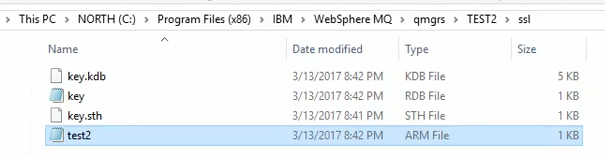 This PC > NORTH (C:) > Program Files (x86) > IBM > WebSphere MQ > qmgrs > TEST2 > ssl
Name Date modified Type Size
key.kdb 3/13/2017 8:42 PM KDB File 5 KB
key 3/13/2017 8:42 PM RDB File 1 KB
key.sth 3/13/2017 8:41 PM STH File 1 KB
test2 3/13/2017 8:42 PM ARM File 1 KB